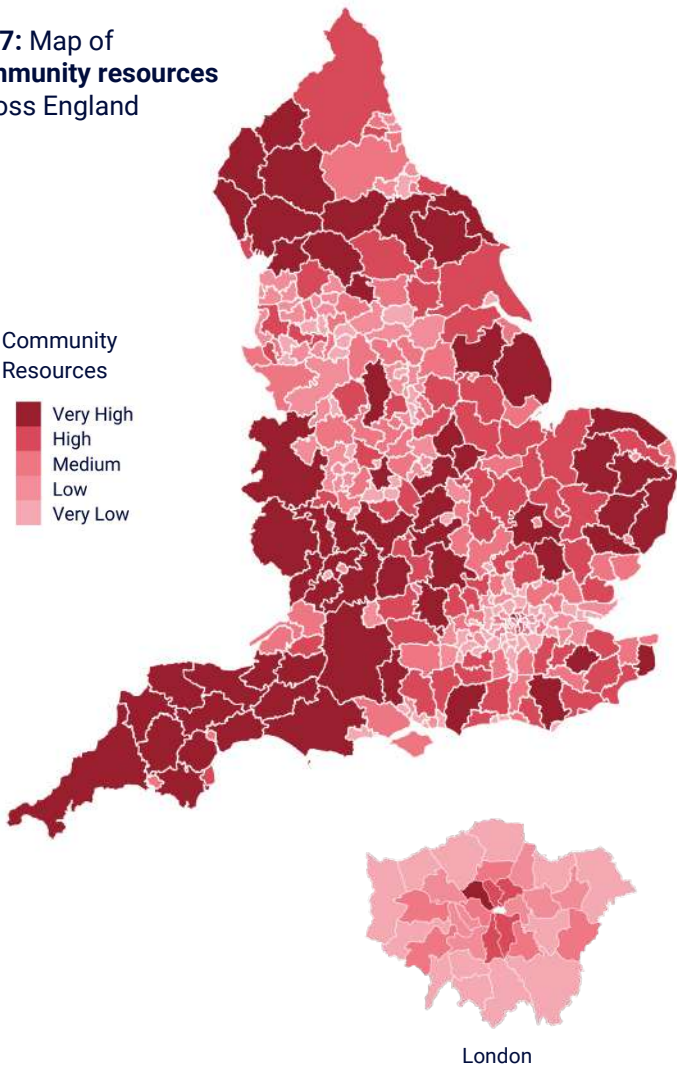 7: Map of
mmunity resources
oss England
Community
Resources
Very High
High
Medium
Low
Very Low
London